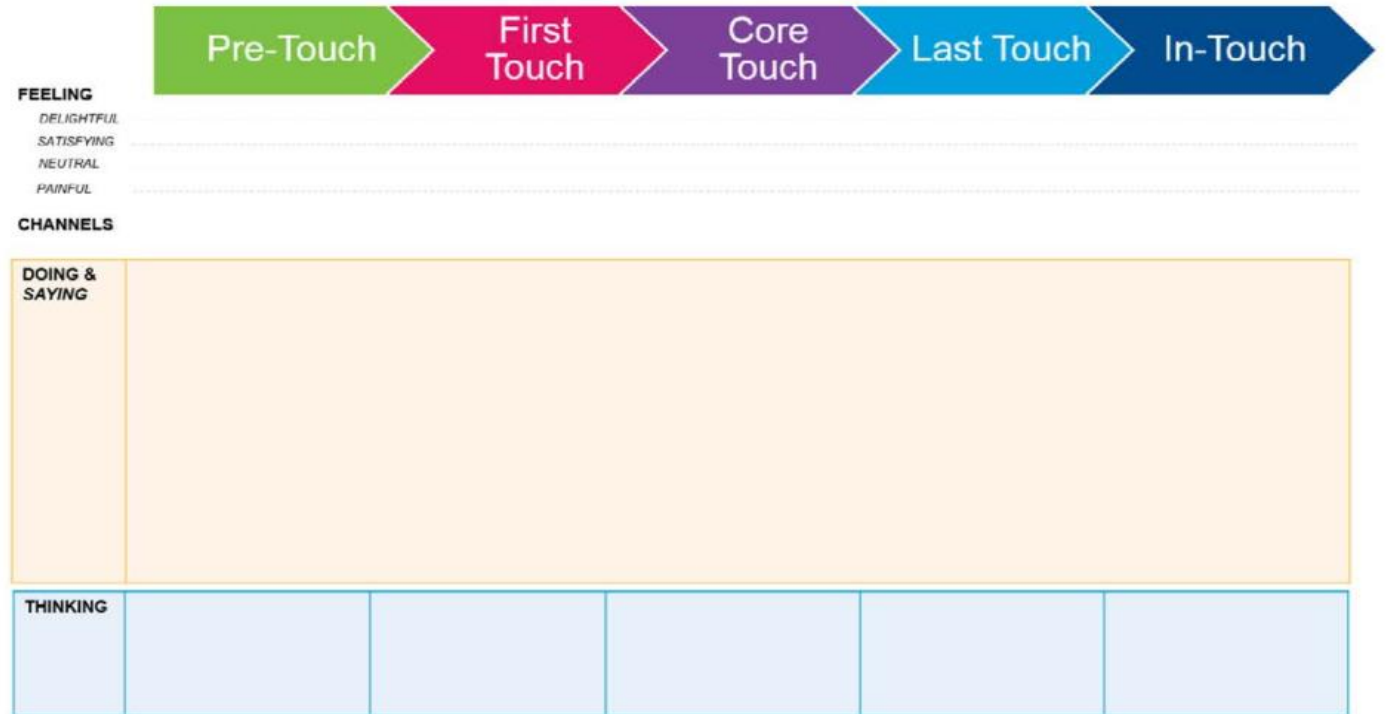 Pre-Touch
First
Touch
Core
Touch
Last Touch
In-Touch
FEELING
DELIGHTFUL
SATISFYING
NEUTRAL
PAINFUL
CHANNELS
DOING &
SAYING
THINKING